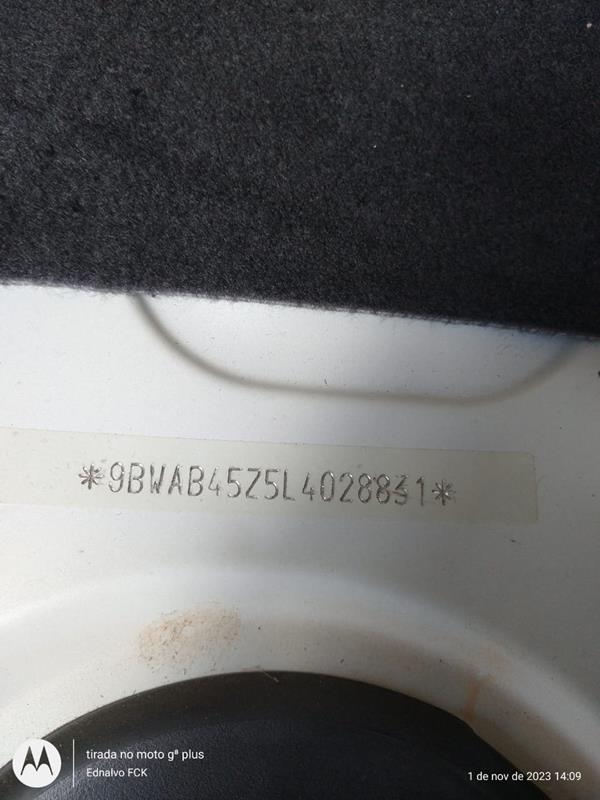 *9BWAB45Z5L4028831*
tirada no moto g⁸ plus
Ednalvo FCK
1 de nov de 2023 14:09